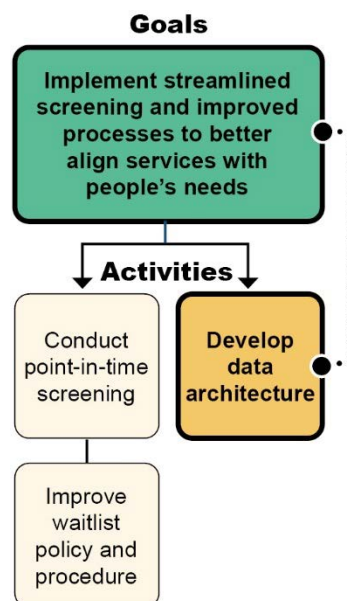 Goals
Implement streamlined
screening and improved
processes to better
align services with
people's needs
Activities
Conduct
point-in-time
screening
Develop
data
architecture
Improve
waitlist
policy and
procedure